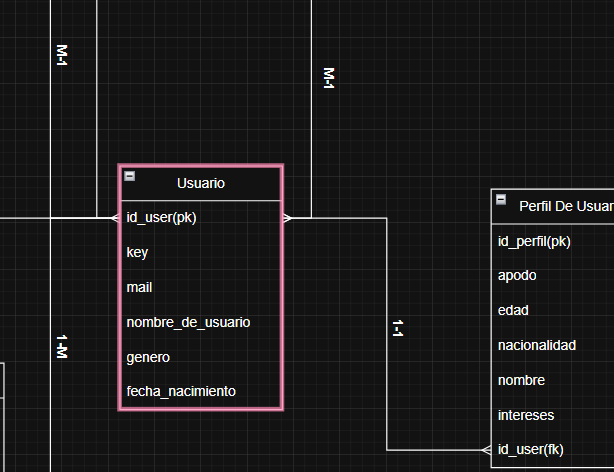 M-1
M-1
Usuario
id_user(pk)
key
mail
nombre_de_usuario
genero
fecha_nacimiento
1-M
1-1
Perfil De Usuar
id_perfil(pk)
apodo
edad
nacionalidad
nombre
intereses
id_user(fk)